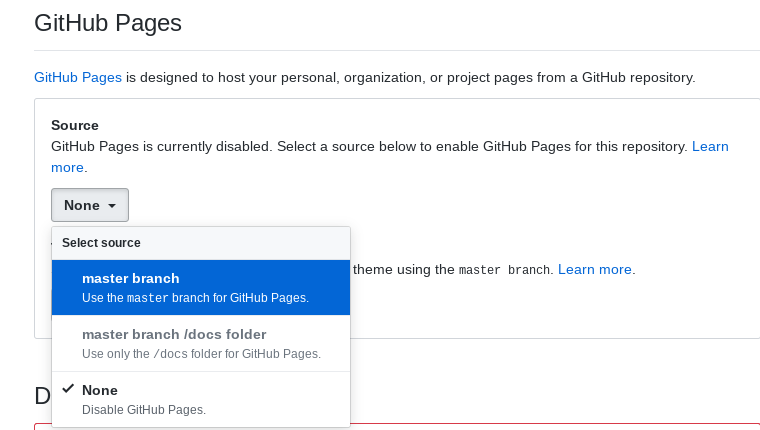 GitHub Pages
GitHub Pages is designed to host your personal, organization, or project pages from a GitHub repository.
Source
GitHub Pages is currently disabled. Select a source below to enable GitHub Pages for this repository. Learn
more.
None
Select source
master branch
Use the master branch for GitHub Pages.
theme using the master branch. Learn more.
master branch /docs folder
Use only the /docs folder for GitHub Pages.
None
Disable GitHub Pages.
D